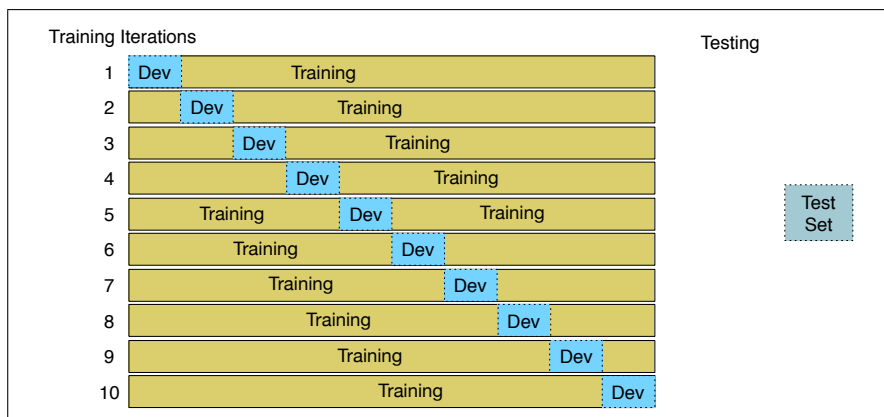 Training Iterations
Testing
1 Dev Training
2 Dev Training
3 Dev Training
4 Dev Training
5 Training Dev Training
6 Training Dev
7 Training Dev
8 Training Dev
9 Training Dev
10 Training Dev
Test
Set